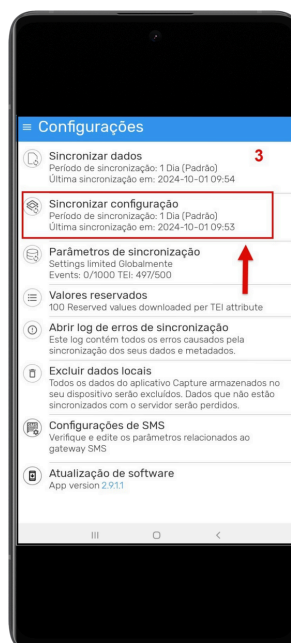 Configurações
Sincronizar dados
3
Período de sincronização: 1 Dia (Padrão)
Última sincronização em: 2024-10-01 09:54
Sincronizar configuração
Período de sincronização: 1 Dia (Padrão)
Última sincronização em: 2024-10-01 09:53
Parâmetros de sincronização
Settings limited Globalmente
Events: 0/1000 TEI: 497/500
Valores reservados
100 Reserved values downloaded per TEI attribute
Abrir log de erros de sincronização
Este log contém todos os erros causados pela
sincronização dos seus dados e metadados.
Excluir dados locais
Todos os dados do aplicativo Capture armazenados no
seu dispositivo serão excluídos. Dados que não estão
sincronizados com o servidor serão perdidos.
Configurações de SMS
Verifique e edite os parâmetros relacionados ao
gateway SMS
Atualização de software
App version 2.9.1.1